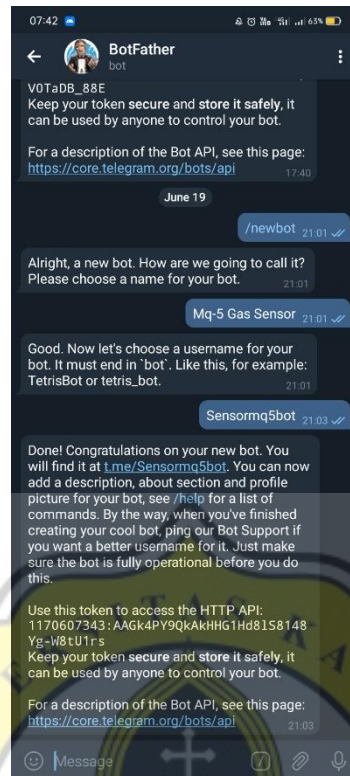 07:42
63%
BotFather
bot
VOTaDB_88E
Keep your token secure and store it safely, it
can be used by anyone to control your bot.
For a description of the Bot API, see this page:
https://core.telegram.org/bots/api 17:40
June 19
/newbot 21:01
Alright, a new bot. How are we going to call it?
Please choose a name for your bot. 21:01
Mq-5 Gas Sensor 21:01
Good. Now let's choose a username for your
bot. It must end in `bot`. Like this, for example:
TetrisBot or tetris_bot. 21:01
Sensormq5bot 21:03
Done! Congratulations on your new bot. You
will find it at t.me/Sensormq5bot. You can now
add a description, about section and profile
picture for your bot, see /help for a list of
commands. By the way, when you've finished
creating your cool bot, ping our Bot Support if
you want a better username for it. Just make
sure the bot is fully operational before you do
this.
Use this token to access the HTTP API:
1170607343:AAGk4PY9QkAkHHG1Hd8lS8148
Yg-W8tU1rs
Keep your token secure and store it safely, it
can be used by anyone to control your bot.
For a description of the Bot API, see this page:
https://core.telegram.org/bots/api 21:03
Message